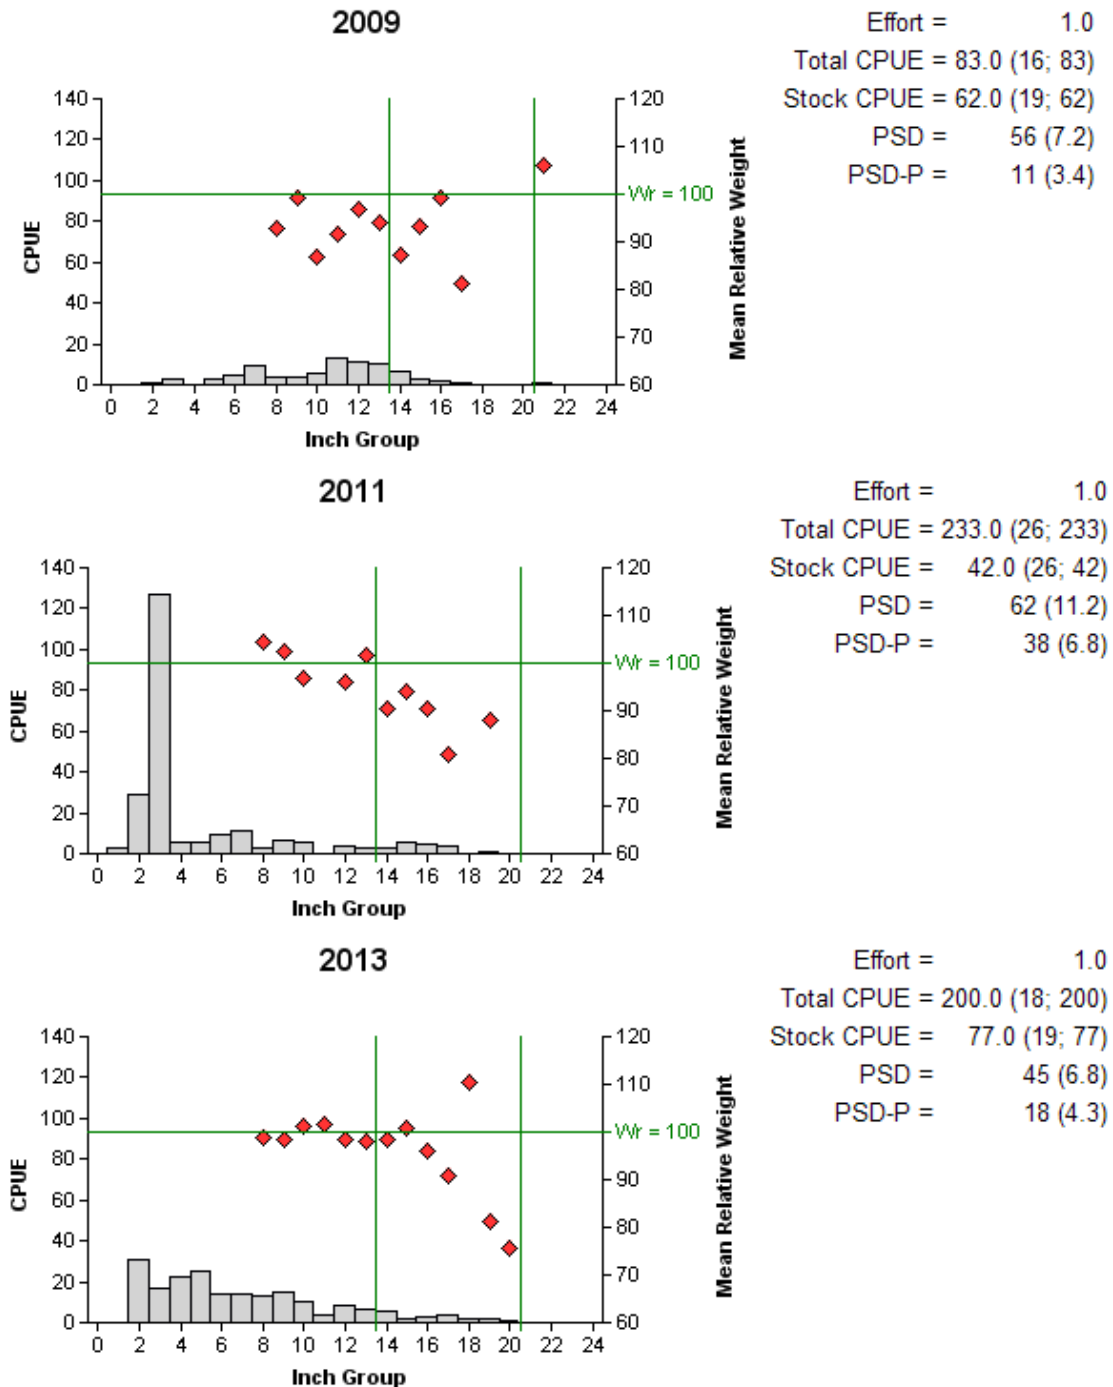 2009
Effort = 1.0
Total CPUE = 83.0 (16; 83)
Stock CPUE = 62.0 (19; 62)
PSD = 56 (7.2)
PSD-P = 11 (3.4)
140
120
100
80
60
40
20
0
CPUE
120
110
Wr = 100
90
80
70
60
Mean Relative Weight
0 2 4 6 8 10 12 14 16 18 20 22 24
Inch Group
2011
Effort = 1.0
Total CPUE = 233.0 (26; 233)
Stock CPUE = 42.0 (26; 42)
PSD = 62 (11.2)
PSD-P = 38 (6.8)
140
120
100
80
60
40
20
0
CPUE
120
110
Wr = 100
90
80
70
60
Mean Relative Weight
0 2 4 6 8 10 12 14 16 18 20 22 24
Inch Group
2013
Effort = 1.0
Total CPUE = 200.0 (18; 200)
Stock CPUE = 77.0 (19; 77)
PSD = 45 (6.8)
PSD-P = 18 (4.3)
140
120
100
80
60
40
20
0
CPUE
120
110
Wr = 100
90
80
70
60
Mean Relative Weight
0 2 4 6 8 10 12 14 16 18 20 22 24
Inch Group